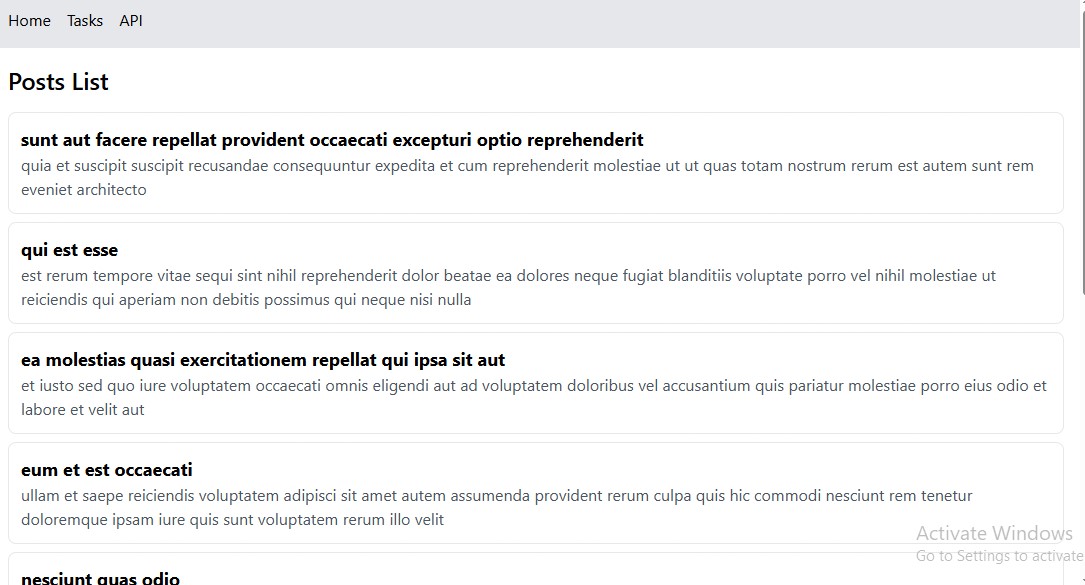 Home Tasks API
Posts List
sunt aut facere repellat provident occaecati excepturi optio reprehenderit
quia et suscipit suscipit recusandae consequuntur expedita et cum reprehenderit molestiae ut ut quas totam nostrum rerum est autem sunt rem
eveniet architecto
qui est esse
est rerum tempore vitae sequi sint nihil reprehenderit dolor beatae ea dolores neque fugiat blanditiis voluptate porro vel nihil molestiae ut
reiciendis qui aperiam non debitis possimus qui neque nisi nulla
ea molestias quasi exercitationem repellat qui ipsa sit aut
et iusto sed quo iure voluptatem occaecati omnis eligendi aut ad voluptatem doloribus vel accusantium quis pariatur molestiae porro eius odio et
labore et velit aut
eum et est occaecati
ullam et saepe reiciendis voluptatem adipisci sit amet autem assumenda provident rerum culpa quis hic commodi nesciunt rem tenetur
doloremque ipsam iure quis sunt voluptatem rerum illo velit
Activate Windows
Go to Settings to activate
nesciunt quas odio